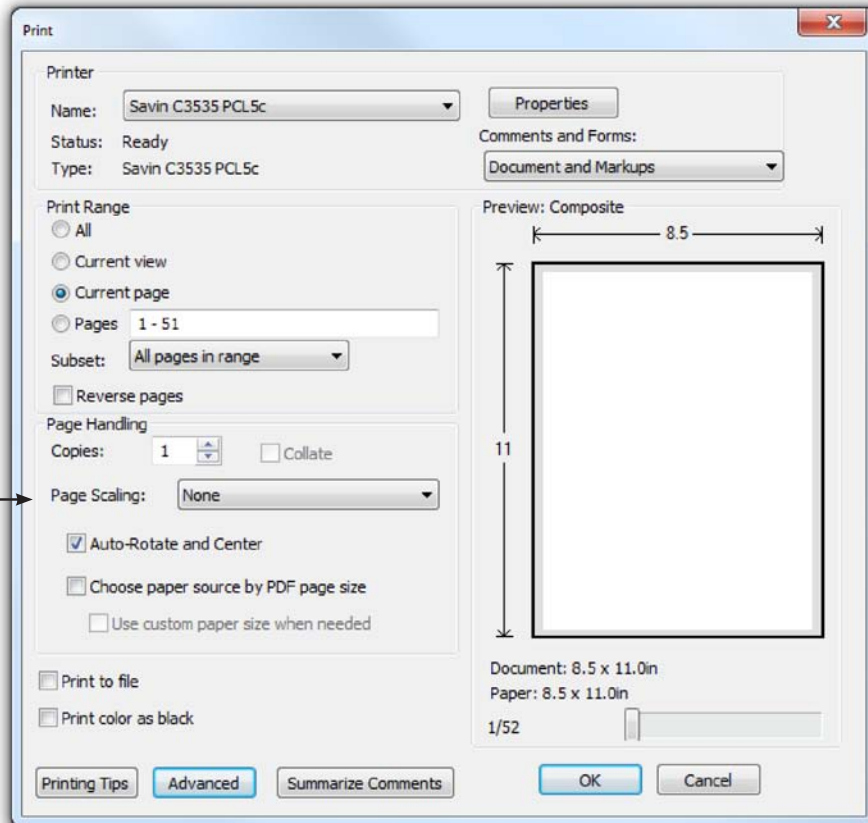 Print
Printer
Name: Savin C3535 PCL5c Properties
Status: Ready Comments and Forms:
Type: Savin C3535 PCL5c Document and Markups
Print Range
All
Current view
Current page
Pages 1 - 51
Subset: All pages in range
Reverse pages
Page Handling
Copies: 1 Collate
Page Scaling: None
Auto-Rotate and Center
Choose paper source by PDF page size
Use custom paper size when needed
Print to file
Print color as black
Preview: Composite
8.5
11
Document: 8.5 x 11.0in
Paper: 8.5 x 11.0in
1/52
Printing Tips Advanced Summarize Comments OK Cancel